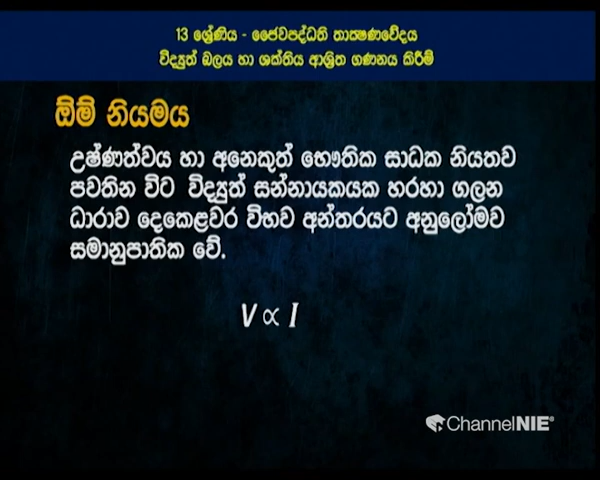 13 ශ්‍රේණිය - ජෛවපද්ධති තාක්ෂණවේදය
විද්‍යුත් බලය හා ශක්තිය ආශ්‍රිත ගණනය කිරීම්
ඕම් නියමය
උෂ්ණත්වය හා අනෙකුත් භෞතික සාධක නියතව
පවතින විට විද්‍යුත් සන්නායකයක හරහා ගලන
ධාරාව දෙකෙළවර විභව අන්තරයට අනුලෝමව
සමානුපාතික වේ.
V ∝ I
ChannelNIE®